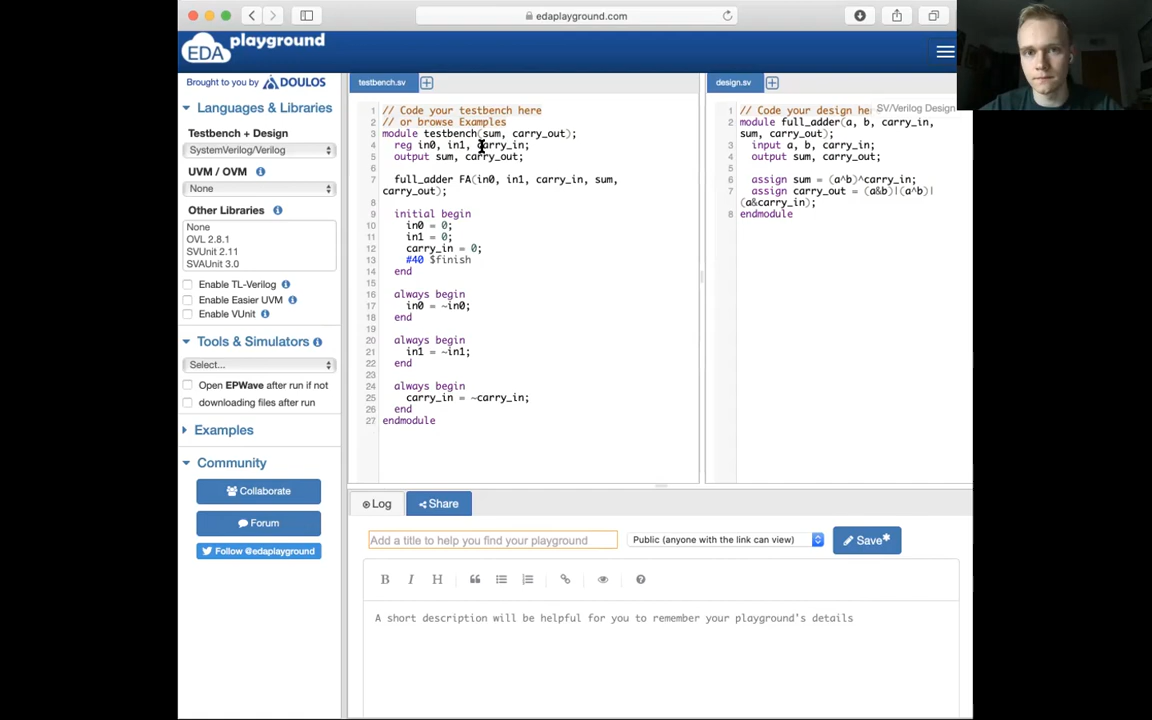 edaplayground.com
EDA playground
Brought to you by DOULOS
Languages & Libraries
Testbench + Design
SystemVerilog/Verilog
UVM / OVM
None
Other Libraries
None
OVL 2.8.1
SVUnit 2.11
SVAUnit 3.0
Enable TL-Verilog
Enable Easier UVM
Enable VUnit
Tools & Simulators
Select...
Open EPWave after run if not
downloading files after run
Examples
Community
Collaborate
Forum
Follow @edaplayground
testbench.sv
1 // Code your testbench here
2 // or browse Examples
3 module testbench(sum, carry_out);
4 reg in0, in1, carry_in;
5 output sum, carry_out;
6
7 full_adder FA(in0, in1, carry_in, sum,
carry_out);
8
9 initial begin
10 in0 = 0;
11 in1 = 0;
12 carry_in = 0;
13 #40 $finish
14 end
15
16 always begin
17 in0 = ~in0;
18 end
19
20 always begin
21 in1 = ~in1;
22 end
23
24 always begin
25 carry_in = ~carry_in;
26 end
27 endmodule
design.sv
SV/Verilog Design
1 // Code your design he
2 module full_adder(a, b, carry_in,
sum, carry_out);
3 input a, b, carry_in;
4 output sum, carry_out;
5
6 assign sum = (a^b)^carry_in;
7 assign carry_out = (a&b)|(a^b)|
(a&carry_in);
8 endmodule
Log
Share
Add a title to help you find your playground
Public (anyone with the link can view)
Save*
B I H
A short description will be helpful for you to remember your playground's details